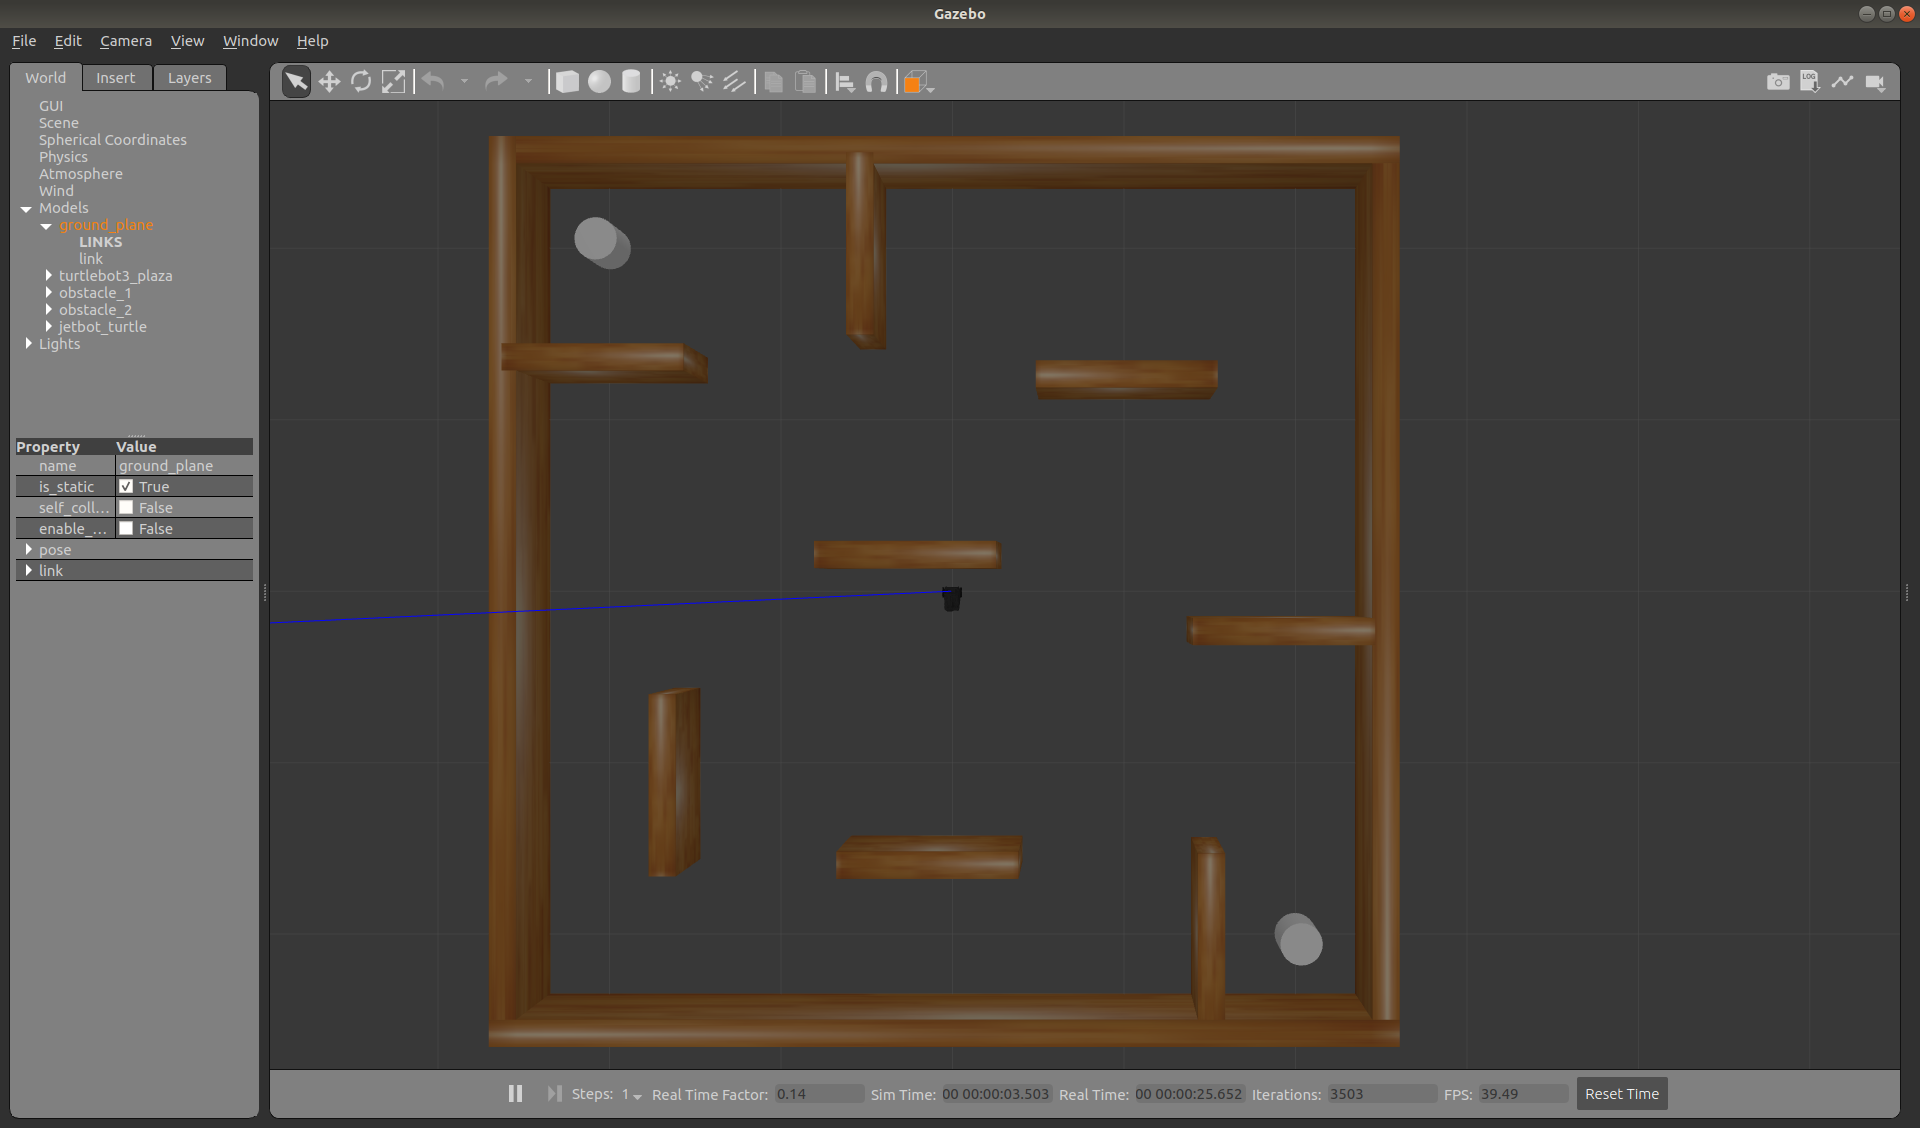 Gazebo
File Edit Camera View Window Help
World Insert Layers
GUI
Scene
Spherical Coordinates
Physics
Atmosphere
Wind
Models
ground_plane
LINKS
link
turtlebot3_plaza
obstacle_1
obstacle_2
jetbot_turtle
Lights
Property Value
name ground_plane
is_static True
self_coll... False
enable_... False
pose
link
LOG
Steps: 1 Real Time Factor: 0.14 Sim Time: 00 00:00:03.503 Real Time: 00 00:00:25.652 Iterations: 3503 FPS: 39.49 Reset Time